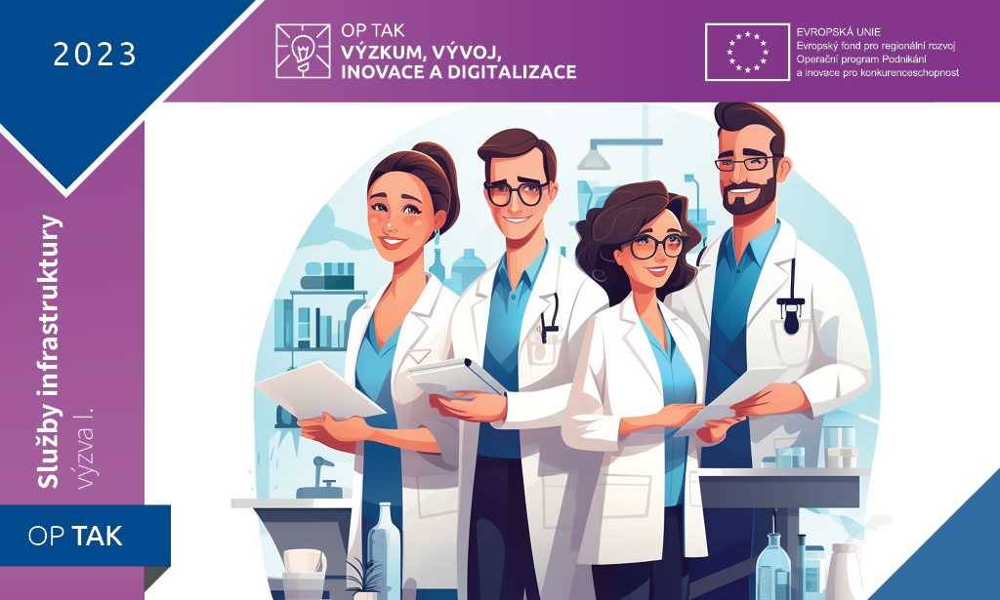 2023
OP TAK
VÝZKUM, VÝVOJ,
INOVACE A DIGITALIZACE
EVROPSKÁ UNIE
Evropský fond pro regionální rozvoj
Operační program Podnikání
a inovace pro konkurenceschopnost
Služby infrastruktury
výzva I.
OP TAK